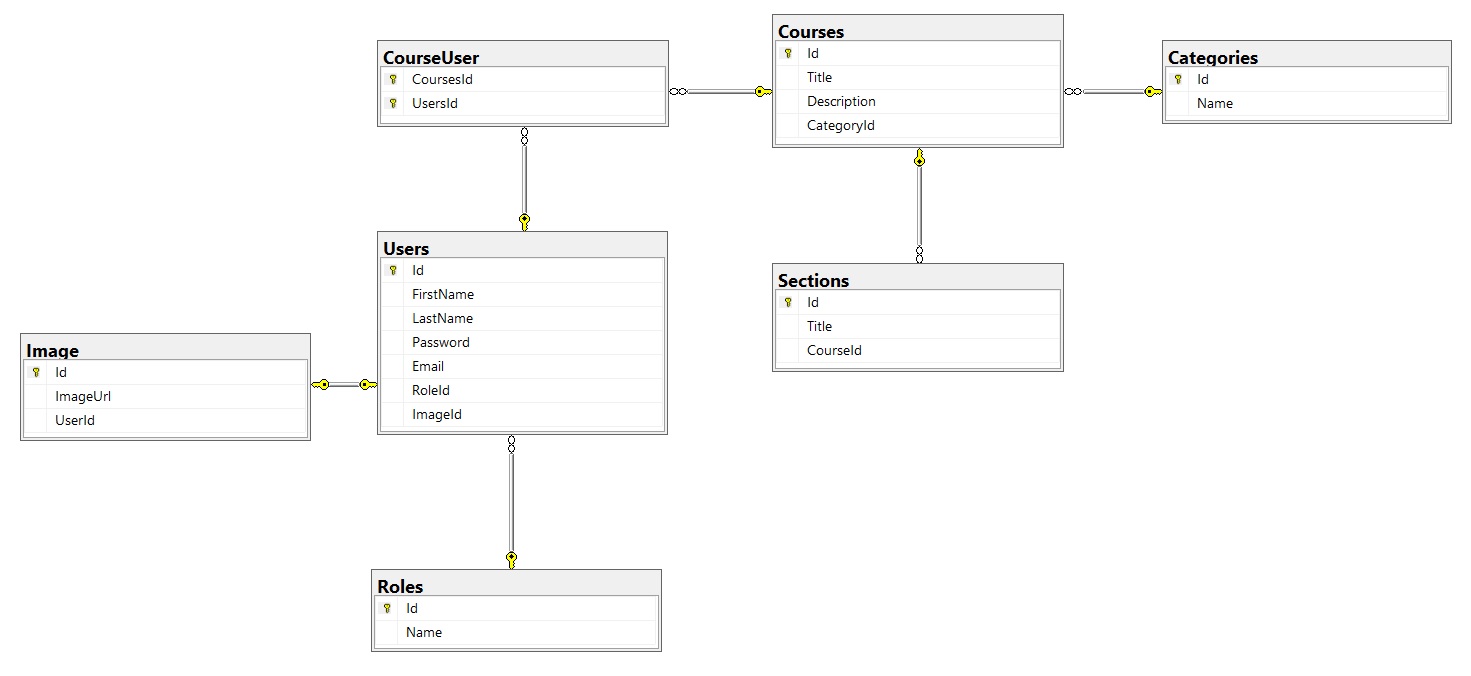 CourseUser
CoursesId
UsersId
Courses
Id
Title
Description
CategoryId
Categories
Id
Name
Users
Id
FirstName
LastName
Password
Email
RoleId
ImageId
Sections
Id
Title
CourseId
Image
Id
ImageUrl
UserId
Roles
Id
Name